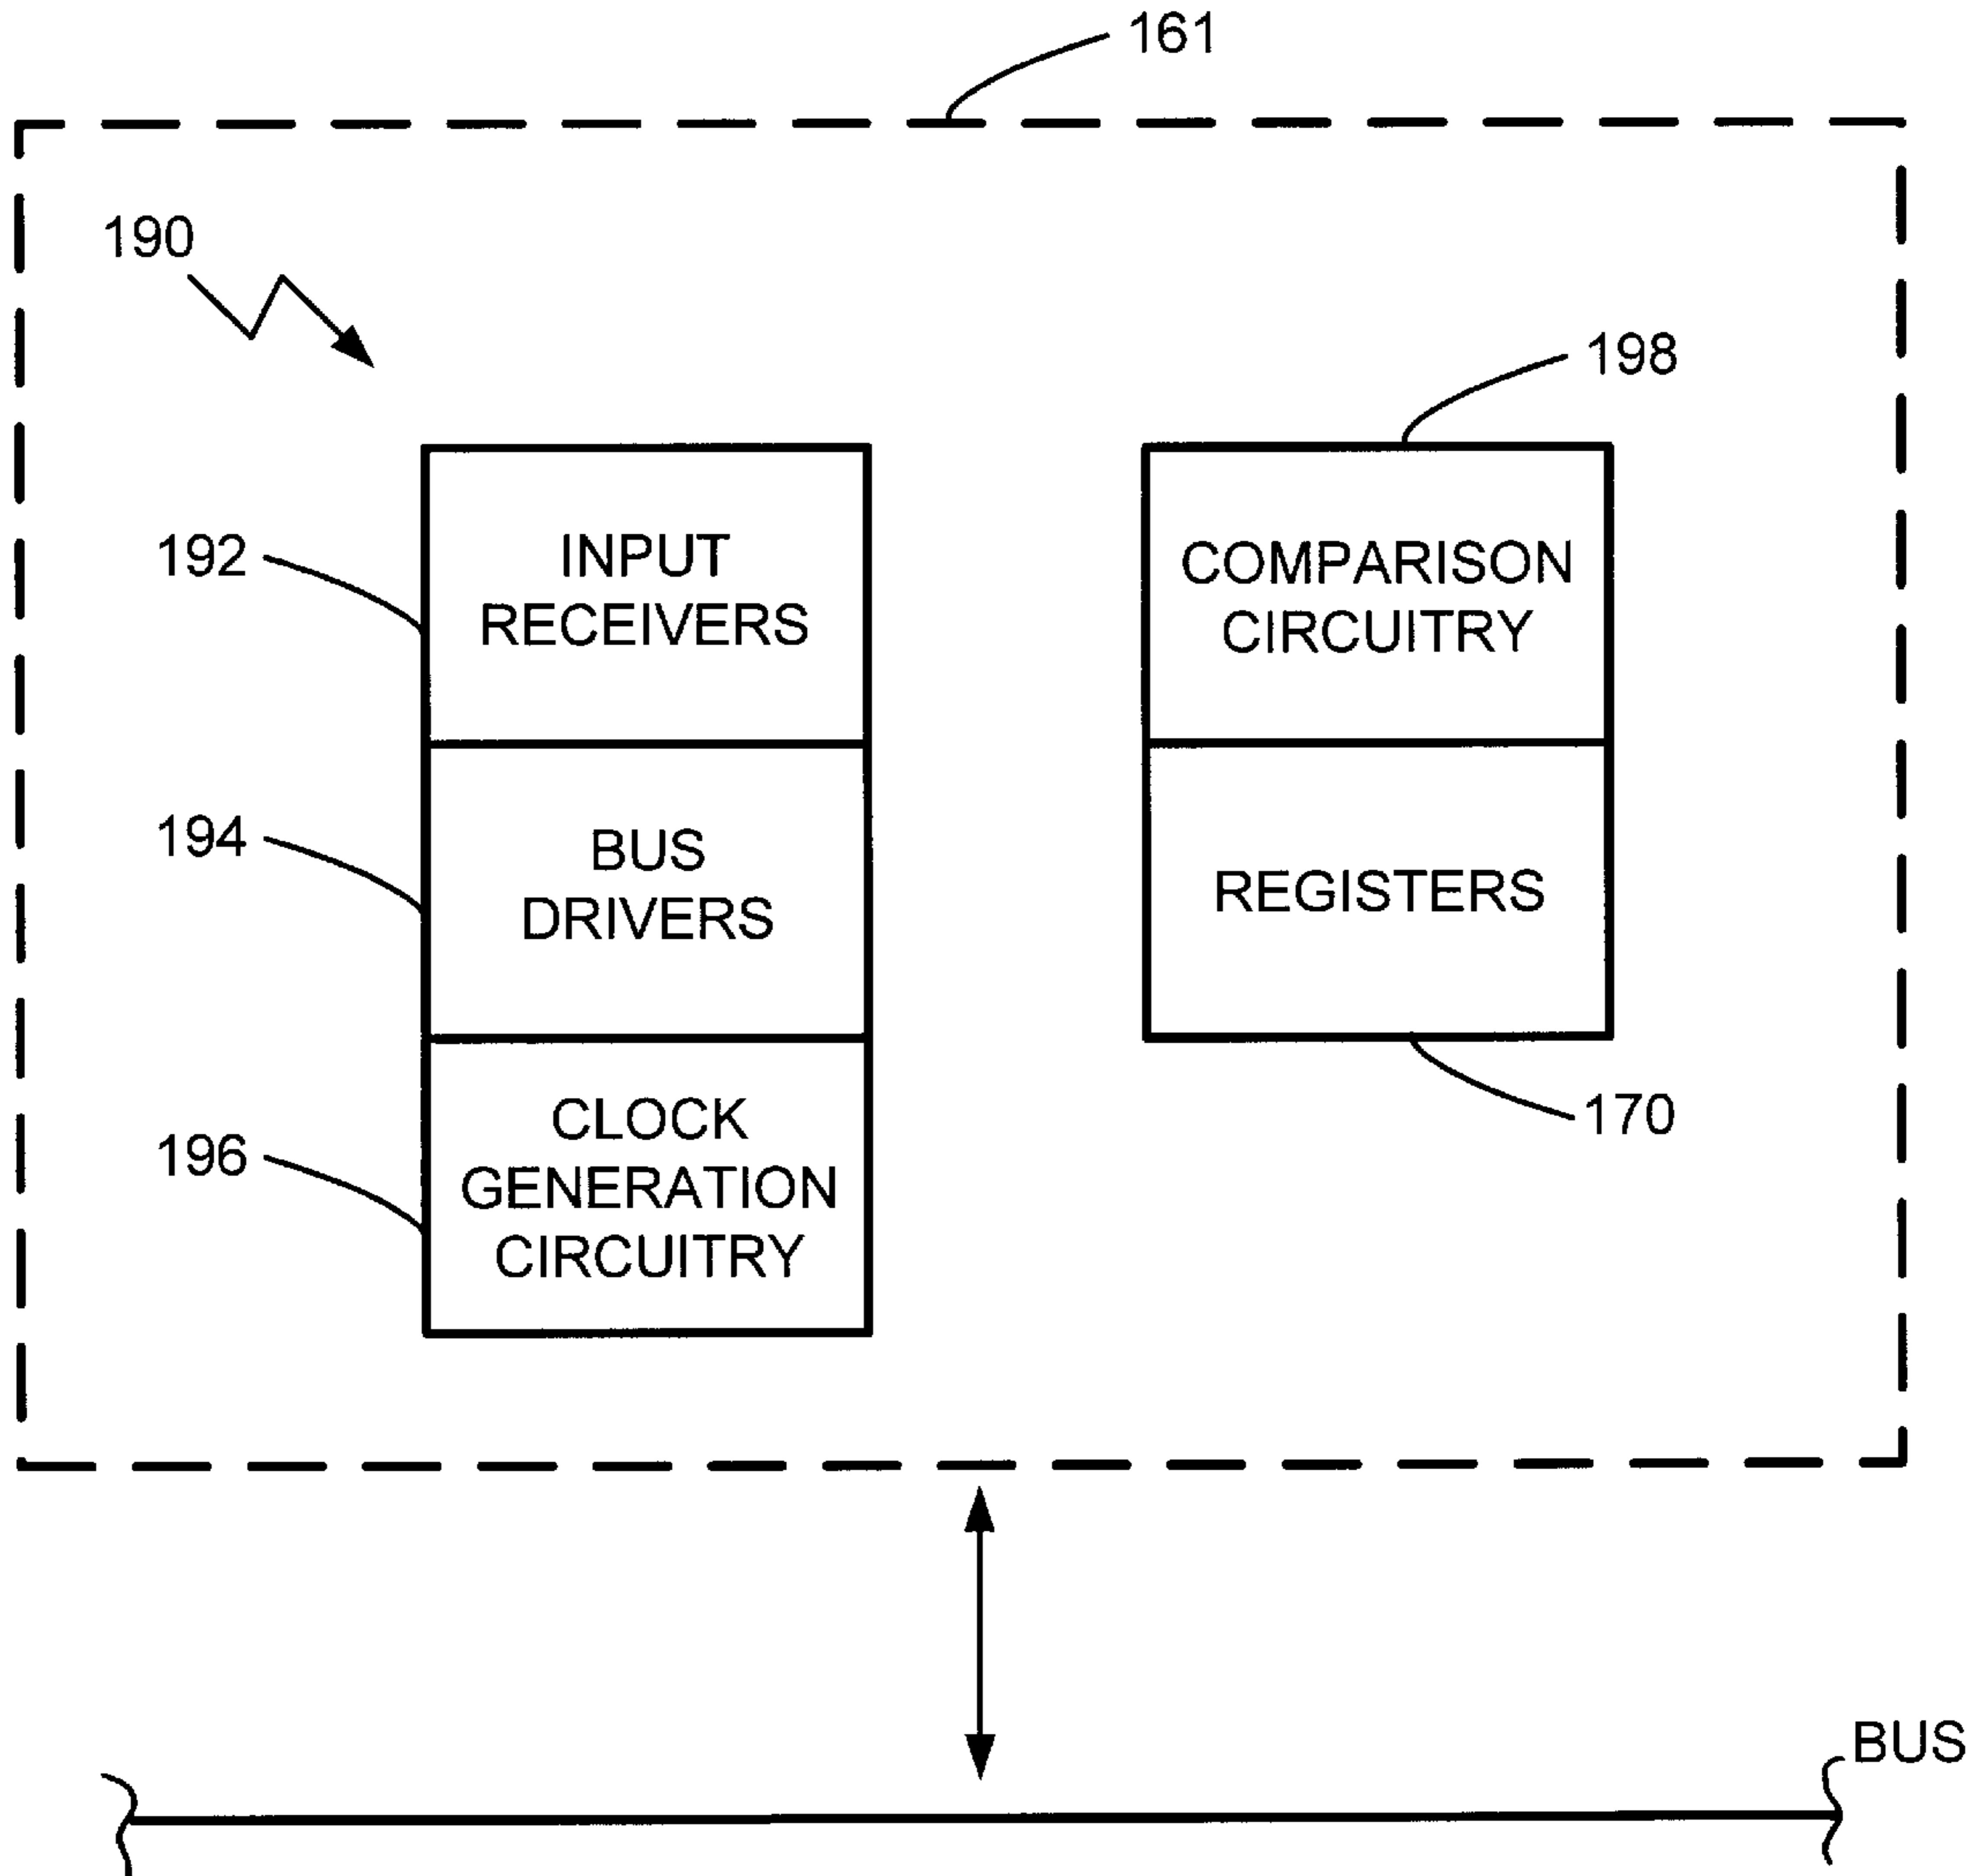 161
190
198
192
INPUT
RECEIVERS
COMPARISON
CIRCUITRY
194
BUS
DRIVERS
REGISTERS
196
CLOCK
GENERATION
CIRCUITRY
170
BUS